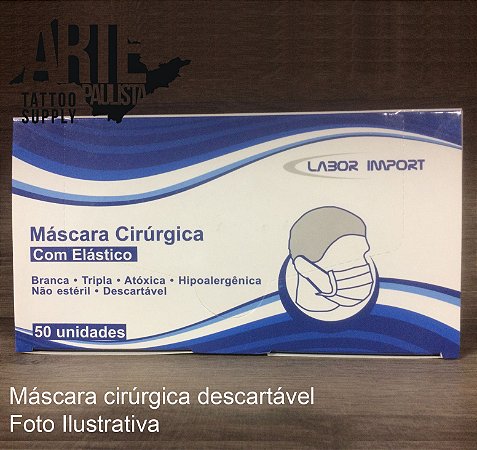 ARTE
PAULISTA
TATTOO
SUPPLY
LABOR IMPORT
Máscara Cirúrgica
Com Elástico
Branca • Tripla • Atóxica • Hipoalergênica
Não estéril • Descartável
50 unidades
Máscara cirúrgica descartável
Foto Ilustrativa